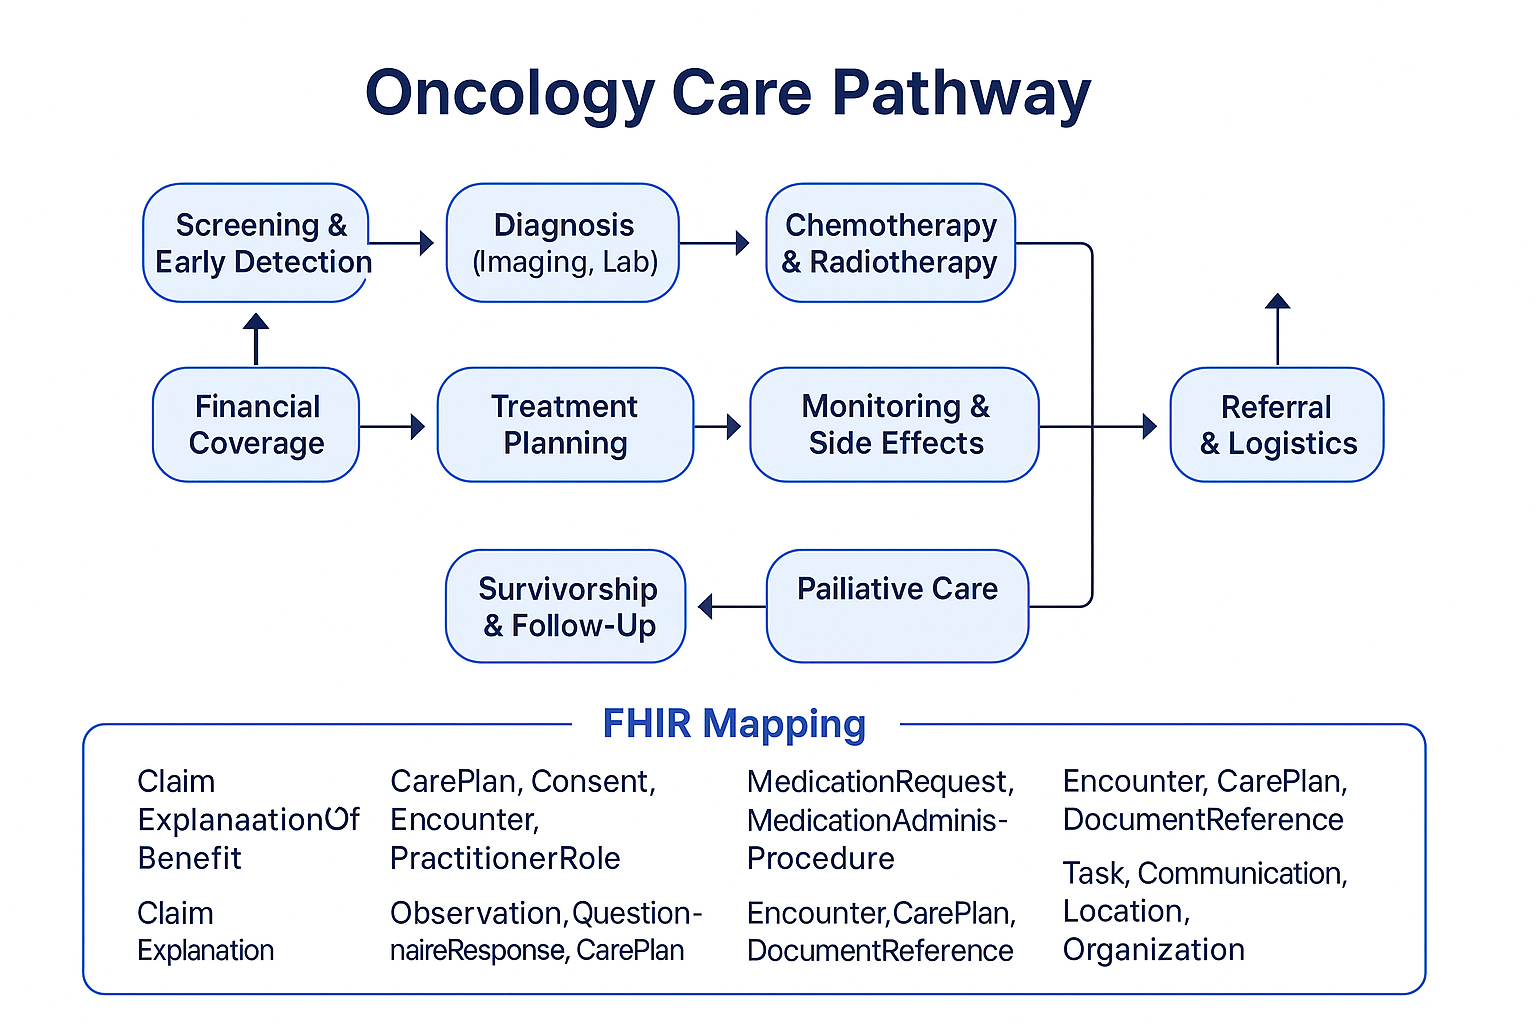 Oncology Care Pathway
Screening &
Early Detection
Diagnosis
(Imaging, Lab)
Chemotherapy
& Radiotherapy
Financial
Coverage
Treatment
Planning
Monitoring &
Side Effects
Referral
& Logistics
Survivorship
& Follow-Up
Pailiative Care
FHIR Mapping
Claim
ExplanaationOf
Benefit
Claim
Explanation
CarePlan, Consent,
Encounter,
PractitionerRole
Observation, Question-
naireResponse, CarePlan
MedicationRequest,
MedicationAdminis-
Procedure
Encounter, CarePlan,
DocumentReference
Encounter, CarePlan,
DocumentReference
Task, Communication,
Location,
Organization